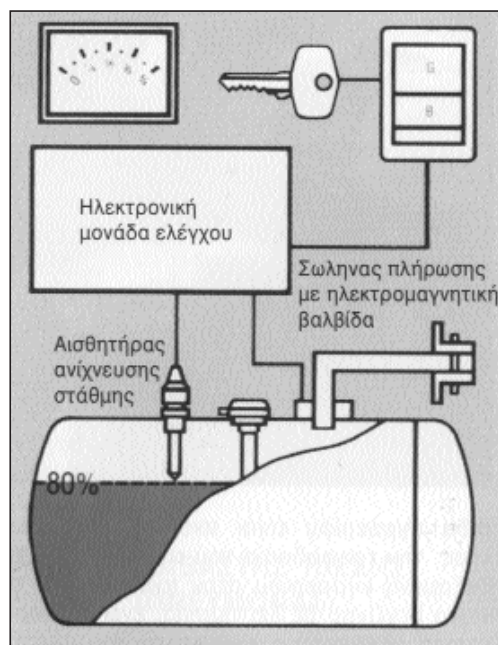 G
B
Ηλεκτρονική
μονάδα ελέγχου
Σωληνας πλήρωσης
με ηλεκτρομαγνητική
βαλβίδα
Αισθητήρας
ανίχνευσης
στάθμης
80%